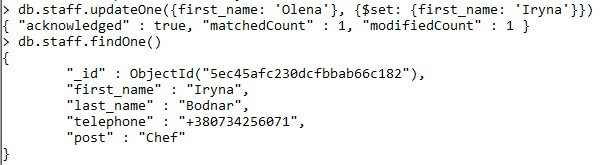 > db.staff.updateOne({first_name: 'Olena'}, {$set: {first_name: 'Iryna'}})
{ "acknowledged" : true, "matchedCount" : 1, "modifiedCount" : 1 }
> db.staff.findOne()
{
        "_id" : ObjectId("5ec45afc230dcfbbab66c182"),
        "first_name" : "Iryna",
        "last_name" : "Bodnar",
        "telephone" : "+380734256071",
        "post" : "Chef"
}